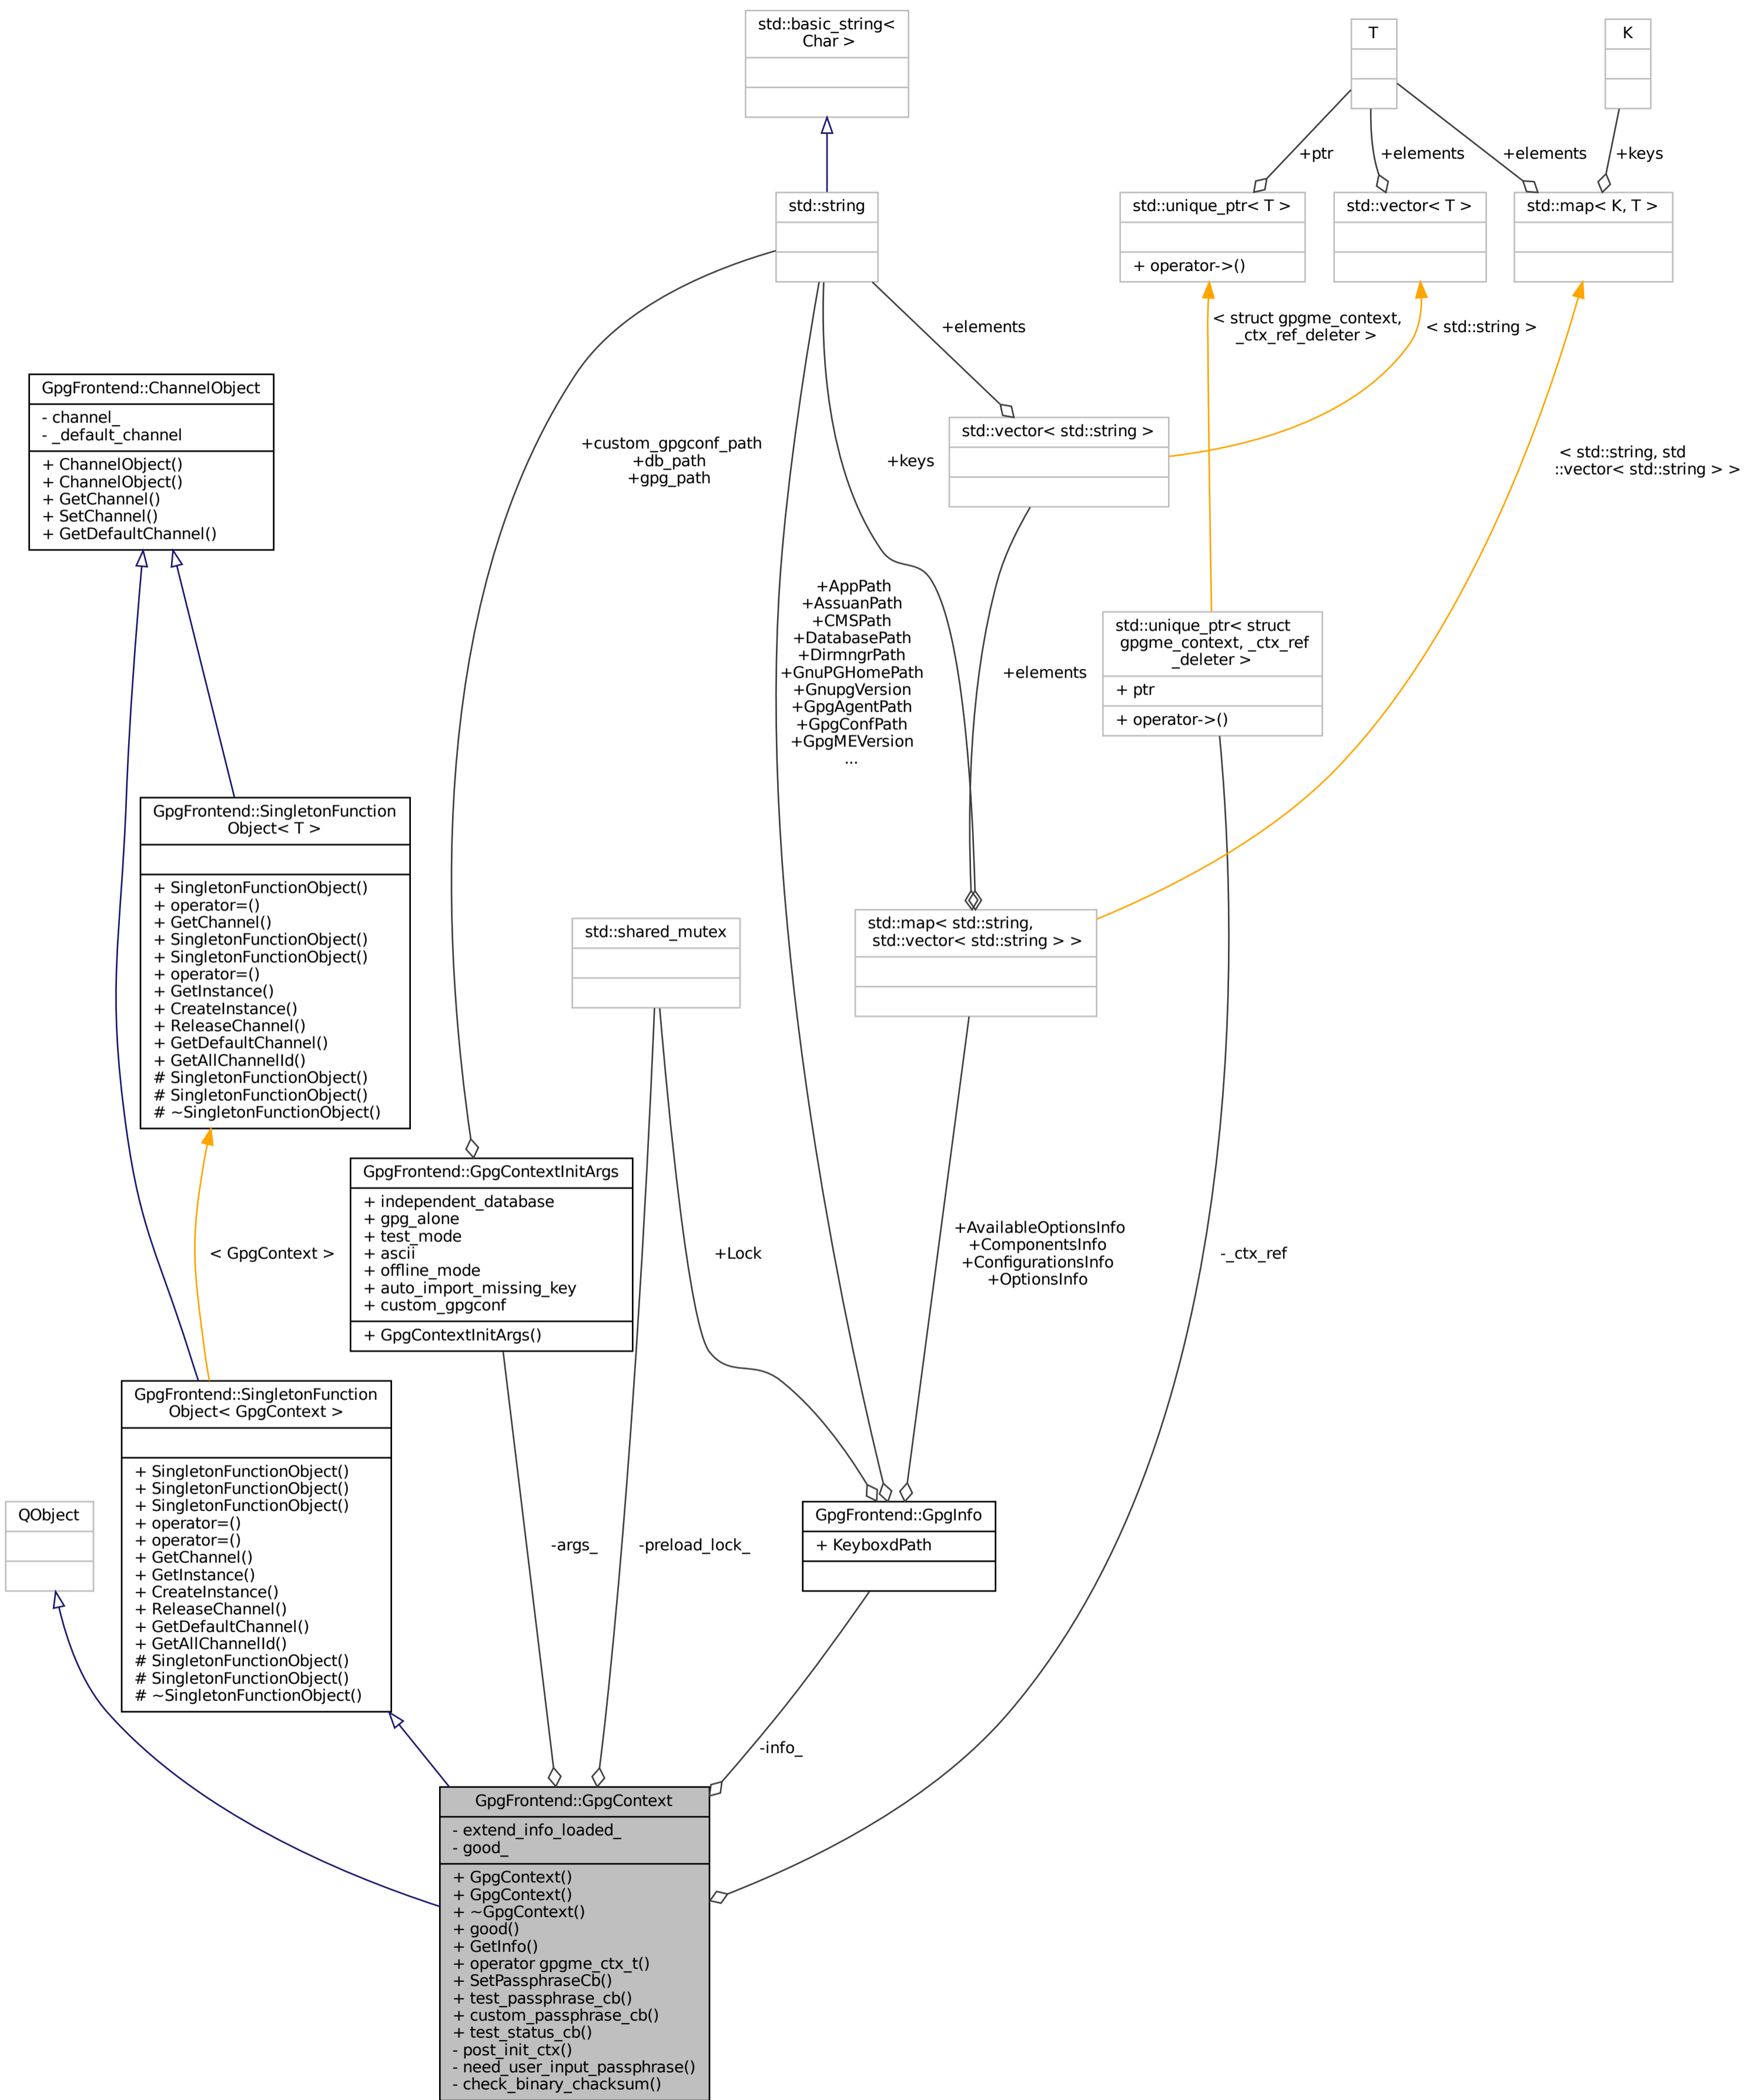 std::basic_string<
Char >
T
K
+ptr
+elements
+elements
+keys
std::string
std::unique_ptr< T >
+ operator->()
std::vector< T >
std::map< K, T >
+elements
< struct gpgme_context,
_ctx_ref_deleter >
< std::string >
GpgFrontend::ChannelObject
- channel_
- _default_channel
+ ChannelObject()
+ ChannelObject()
+ GetChannel()
+ SetChannel()
+ GetDefaultChannel()
+custom_gpgconf_path
+db_path
+gpg_path
+keys
std::vector< std::string >
< std::string, std
::vector< std::string > >
+AppPath
+AssuanPath
+CMSPath
+DatabasePath
+DirmngrPath
+GnuPGHomePath
+GnupgVersion
+GpgAgentPath
+GpgConfPath
+GpgMEVersion
...
+elements
std::unique_ptr< struct
gpgme_context, _ctx_ref
_deleter >
+ ptr
+ operator->()
GpgFrontend::SingletonFunction
Object< T >
+ SingletonFunctionObject()
+ operator=()
+ GetChannel()
+ SingletonFunctionObject()
+ SingletonFunctionObject()
+ operator=()
+ GetInstance()
+ CreateInstance()
+ ReleaseChannel()
+ GetDefaultChannel()
+ GetAllChannelId()
# SingletonFunctionObject()
# SingletonFunctionObject()
# ~SingletonFunctionObject()
std::shared_mutex
std::map< std::string,
std::vector< std::string > >
GpgFrontend::GpgContextInitArgs
+ independent_database
+ gpg_alone
+ test_mode
+ ascii
+ offline_mode
+ auto_import_missing_key
+ custom_gpgconf
+ GpgContextInitArgs()
< GpgContext >
+Lock
+AvailableOptionsInfo
+ComponentsInfo
+ConfigurationsInfo
+OptionsInfo
-_ctx_ref
GpgFrontend::SingletonFunction
Object< GpgContext >
+ SingletonFunctionObject()
+ SingletonFunctionObject()
+ SingletonFunctionObject()
+ operator=()
+ operator=()
+ GetChannel()
+ GetInstance()
+ CreateInstance()
+ ReleaseChannel()
+ GetDefaultChannel()
+ GetAllChannelId()
# SingletonFunctionObject()
# SingletonFunctionObject()
# ~SingletonFunctionObject()
QObject
-args_
-preload_lock_
GpgFrontend::GpgInfo
+ KeyboxdPath
-info_
GpgFrontend::GpgContext
- extend_info_loaded_
- good_
+ GpgContext()
+ GpgContext()
+ ~GpgContext()
+ good()
+ GetInfo()
+ operator gpgme_ctx_t()
+ SetPassphraseCb()
+ test_passphrase_cb()
+ custom_passphrase_cb()
+ test_status_cb()
- post_init_ctx()
- need_user_input_passphrase()
- check_binary_chacksum()